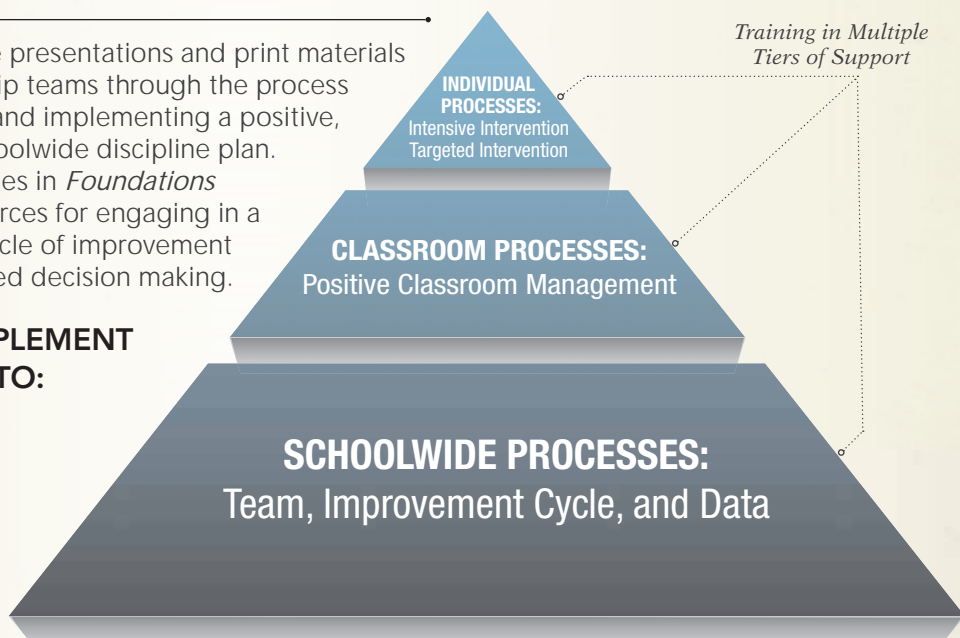 e presentations and print materials
ip teams through the process
and implementing a positive,
oolwide discipline plan.
es in Foundations
rces for engaging in a
cle of improvement
ed decision making.
PLEMENT
TO:
Training in Multiple
Tiers of Support
INDIVIDUAL
PROCESSES:
Intensive Intervention
Targeted Intervention
CLASSROOM PROCESSES:
Positive Classroom Management
SCHOOLWIDE PROCESSES:
Team, Improvement Cycle, and Data